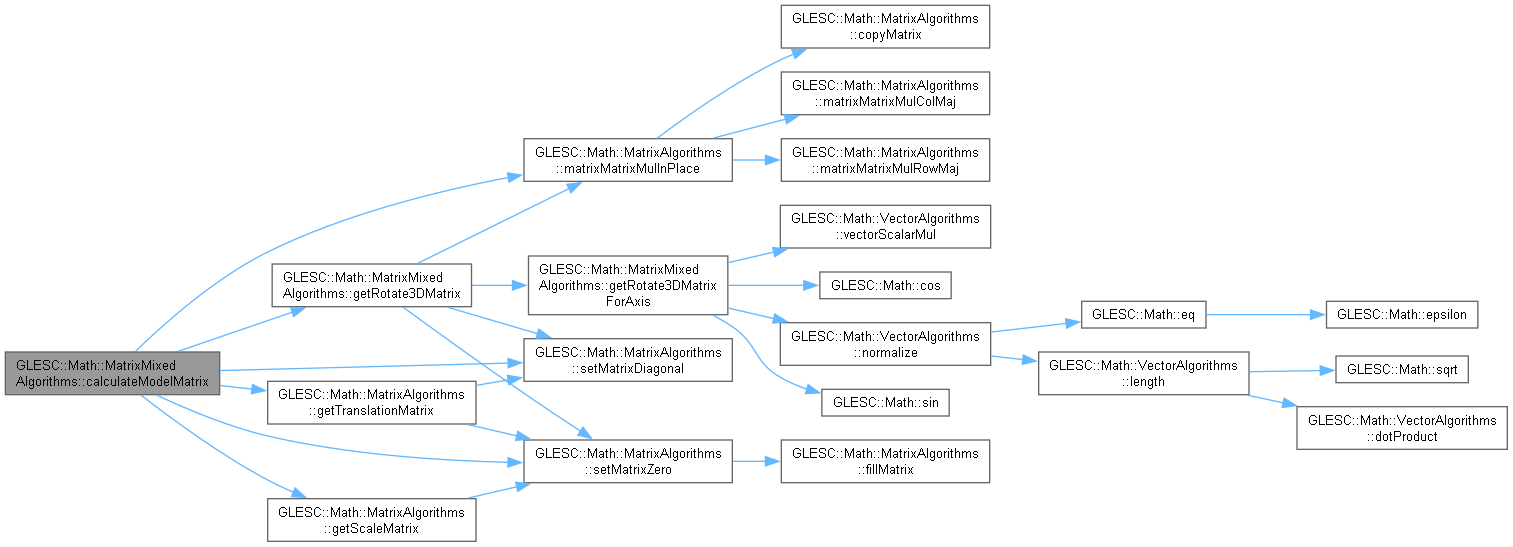 GLESC::Math::MatrixMixed
Algorithms::calculateModelMatrix
GLESC::Math::MatrixMixed
Algorithms::getRotate3DMatrix
GLESC::Math::MatrixAlgorithms
::getTranslationMatrix
GLESC::Math::MatrixAlgorithms
::getScaleMatrix
GLESC::Math::MatrixAlgorithms
::matrixMatrixMulInPlace
GLESC::Math::MatrixMixed
Algorithms::getRotate3DMatrix
ForAxis
GLESC::Math::MatrixAlgorithms
::setMatrixDiagonal
GLESC::Math::MatrixAlgorithms
::setMatrixZero
GLESC::Math::MatrixAlgorithms
::copyMatrix
GLESC::Math::MatrixAlgorithms
::matrixMatrixMulColMaj
GLESC::Math::MatrixAlgorithms
::matrixMatrixMulRowMaj
GLESC::Math::VectorAlgorithms
::vectorScalarMul
GLESC::Math::cos
GLESC::Math::VectorAlgorithms
::normalize
GLESC::Math::sin
GLESC::Math::MatrixAlgorithms
::fillMatrix
GLESC::Math::eq
GLESC::Math::VectorAlgorithms
::length
GLESC::Math::epsilon
GLESC::Math::sqrt
GLESC::Math::VectorAlgorithms
::dotProduct